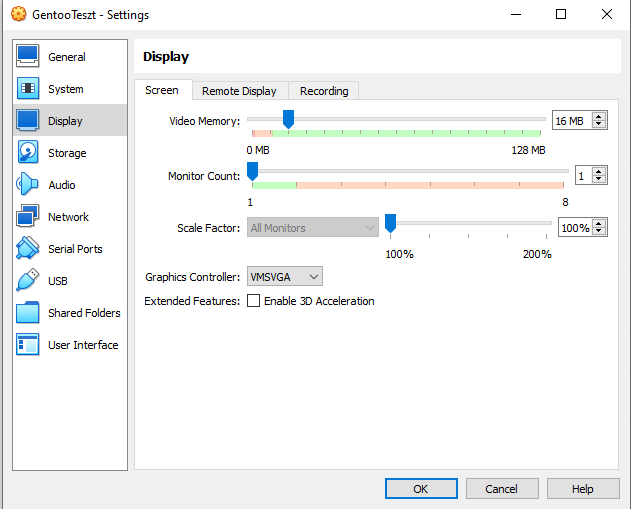 GentooTeszt - Settings
General
System
Display
Storage
Audio
Network
Serial Ports
USB
Shared Folders
User Interface
Display
Screen Remote Display Recording
Video Memory: 16 MB
0 MB 128 MB
Monitor Count: 1
1 8
Scale Factor: All Monitors 100%
100% 200%
Graphics Controller: VMSVGA
Extended Features: Enable 3D Acceleration
OK Cancel Help